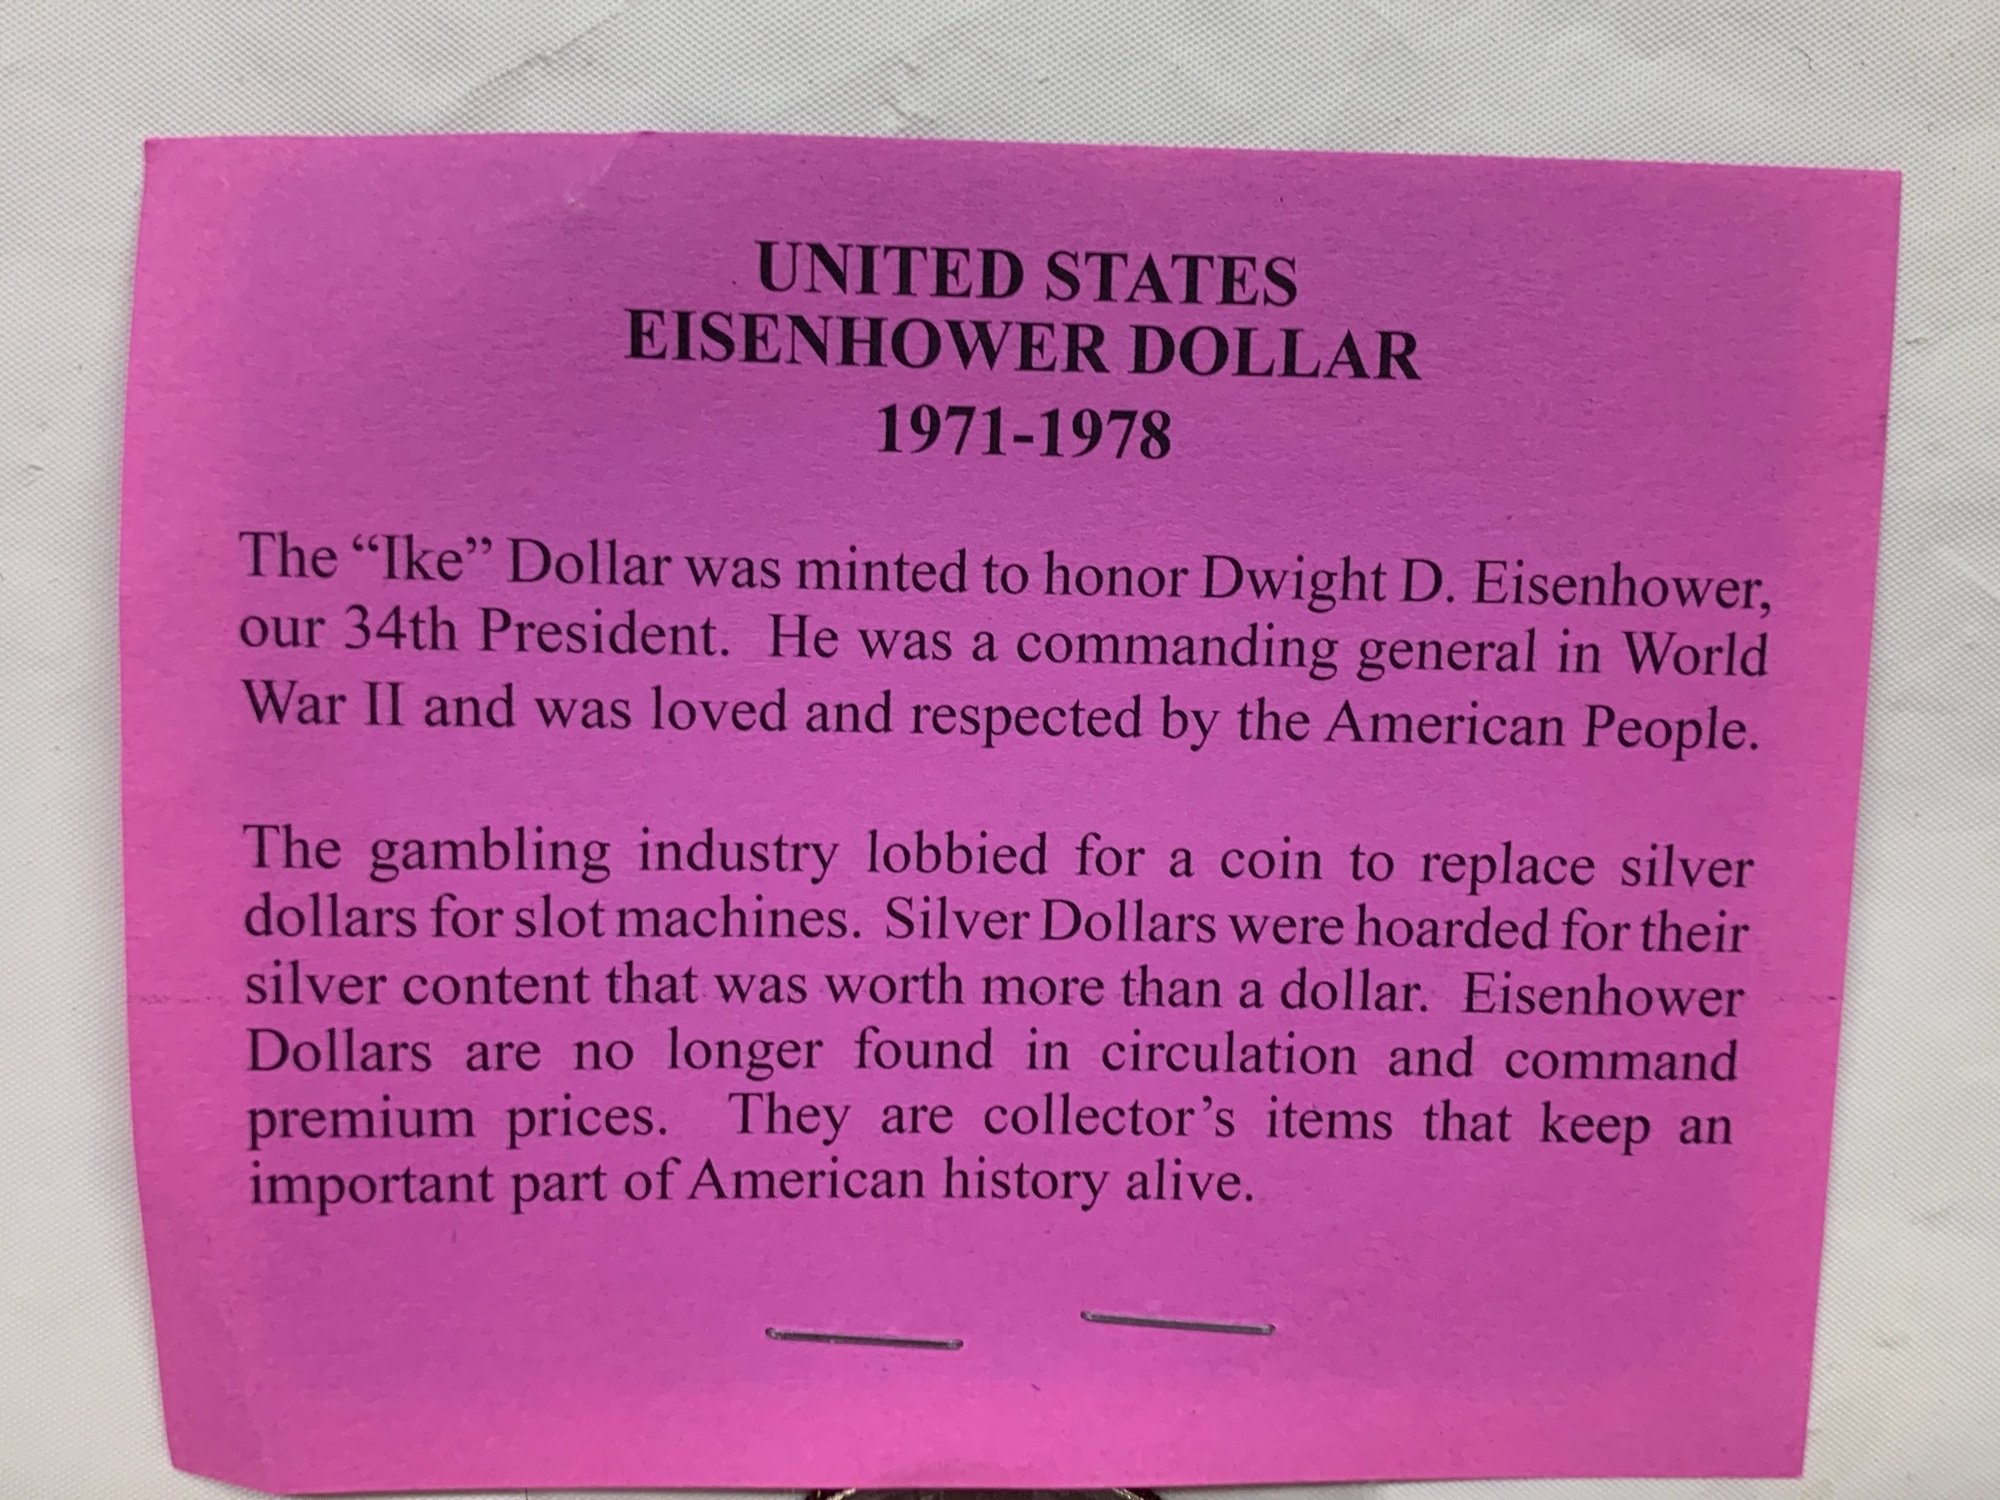 UNITED STATES
EISENHOWER DOLLAR
1971-1978
The “Ike” Dollar was minted to honor Dwight D. Eisenhower,
our 34th President. He was a commanding general in World
War II and was loved and respected by the American People.
The gambling industry lobbied for a coin to replace silver
dollars for slot machines. Silver Dollars were hoarded for their
silver content that was worth more than a dollar. Eisenhower
Dollars are no longer found in circulation and command
premium prices. They are collector’s items that keep an
important part of American history alive.